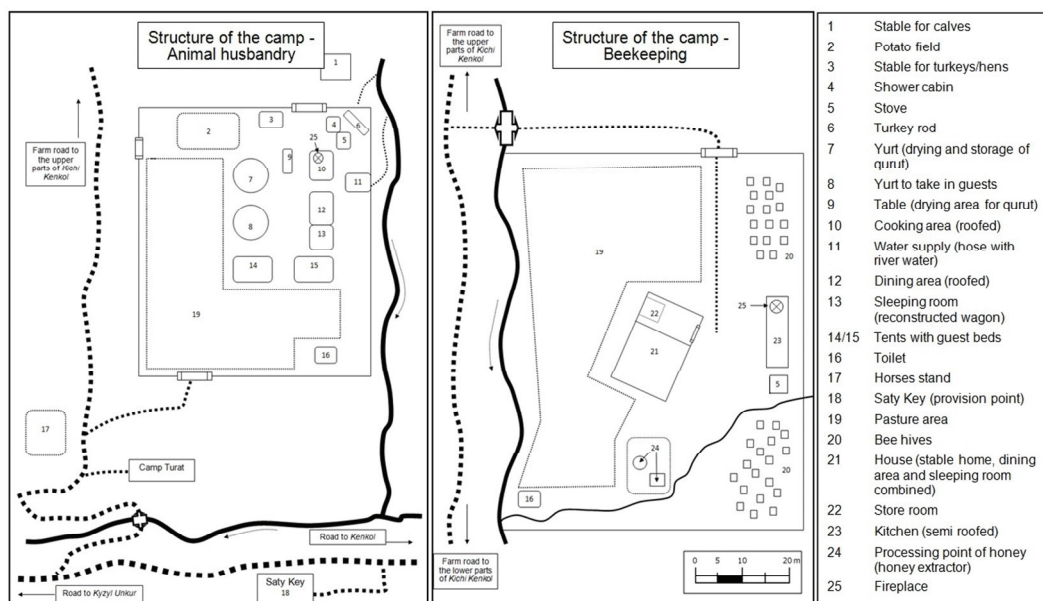 Structure of the camp -
Animal husbandry
1
Farm road to
the upper
parts of Kichi
Kenkol
2
3
4
5
6
25
7
9
10
11
8
12
13
14
15
19
16
17
Camp Turat
Road to Kenkol
Saty Key
18
Road to Kyzyl Unkur
Farm road to
the upper
parts of Kichi
Kenkol
Structure of the camp -
Beekeeping
19
20
25
22
23
21
5
24
20
16
Farm road to
the lower parts
of Kichi Kenkol
0 5 10 20 m
1 Stable for calves
2 Potato field
3 Stable for turkeys/hens
4 Shower cabin
5 Stove
6 Turkey rod
7 Yurt (drying and storage of
qurut)
8 Yurt to take in guests
9 Table (drying area for qurut)
10 Cooking area (roofed)
11 Water supply (hose with
river water)
12 Dining area (roofed)
13 Sleeping room
(reconstructed wagon)
14/15 Tents with guest beds
16 Toilet
17 Horses stand
18 Saty Key (provision point)
19 Pasture area
20 Bee hives
21 House (stable home, dining
area and sleeping room
combined)
22 Store room
23 Kitchen (semi roofed)
24 Processing point of honey
(honey extractor)
25 Fireplace